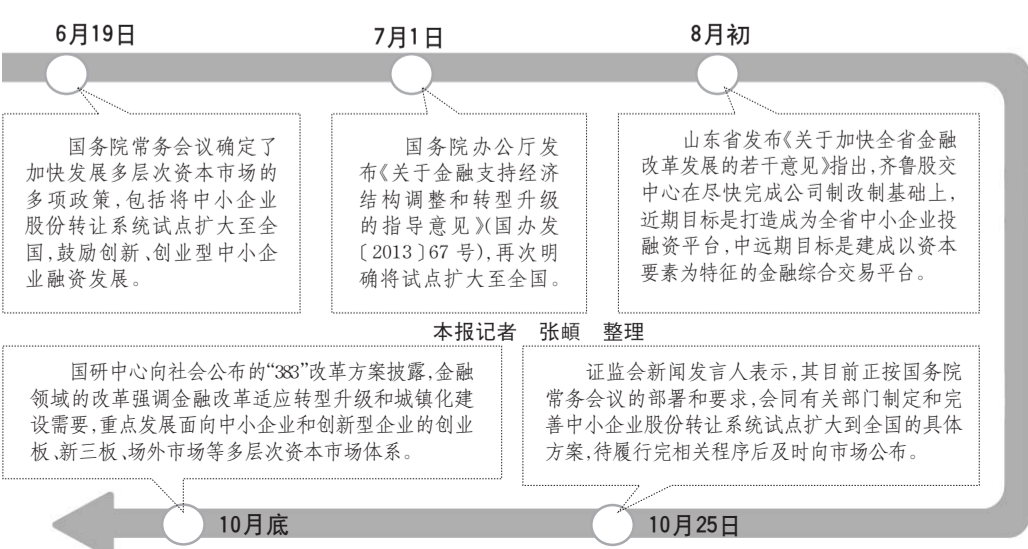 6月19日
国务院常务会议确定了
加快发展多层次资本市场的
多项政策，包括将中小企业
股份转让系统试点扩大至全
国，鼓励创新、创业型中小企
业融资发展。
7月1日
国务院办公厅发
布《关于金融支持经济
结构调整和转型升级
的指导意见》(国办发
〔2013〕67 号)，再次明
确将试点扩大至全国。
8月初
山东省发布《关于加快全省金融
改革发展的若干意见》指出，齐鲁股交
中心在尽快完成公司制改制基础上，
近期目标是打造成为全省中小企业投
融资平台，中远期目标是建成以资本
要素为特征的金融综合交易平台。
本报记者 张頔 整理
证监会新闻发言人表示，其目前正按国务院
常务会议的部署和要求，会同有关部门制定和完
善中小企业股份转让系统试点扩大到全国的具体
方案，待履行完相关程序后及时向市场公布。
10月25日
国研中心向社会公布的“383”改革方案披露，金融
领域的改革强调金融改革适应转型升级和城镇化建
设需要，重点发展面向中小企业和创新型企业的创业
板、新三板、场外市场等多层次资本市场体系。
10月底